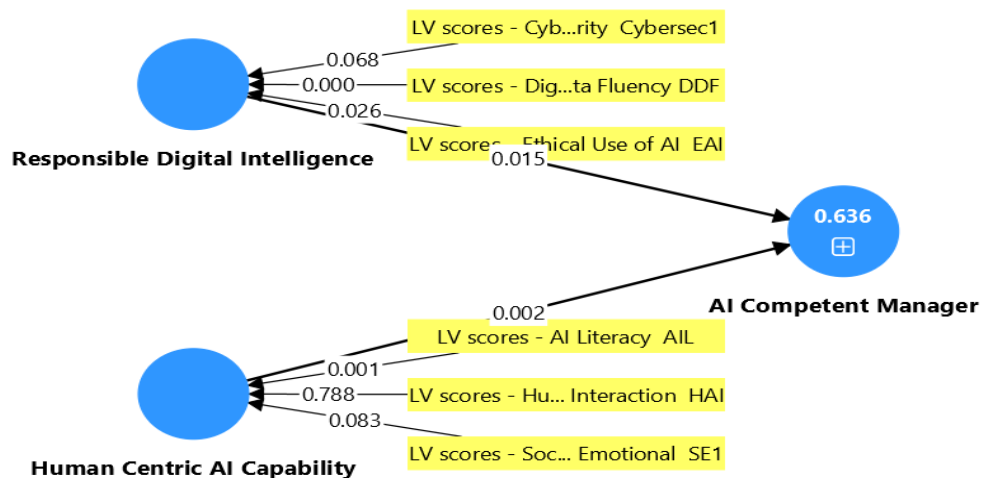 LV scores - Cyb...rity Cybersec1
0.068
LV scores - Dig...ta Fluency DDF
0.000
0.026
LV scores - Ethical Use of AI EAI
0.015
Responsible Digital Intelligence
0.636
AI Competent Manager
0.002
LV scores - AI Literacy AIL
0.001
LV scores - Hu... Interaction HAI
0.788
0.083
LV scores - Soc... Emotional SE1
Human Centric AI Capability